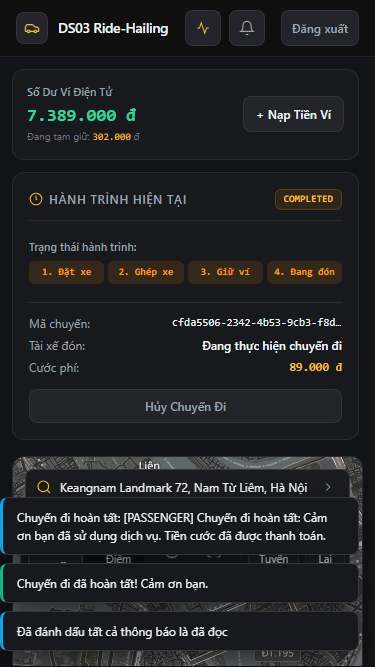 DS03 Ride-Hailing
Đăng xuất
Số Dư Ví Điện Tử
7.389.000 đ
Đang tạm giữ: 302.000 đ
+ Nạp Tiền Ví
HÀNH TRÌNH HIỆN TẠI
COMPLETED
Trạng thái hành trình:
1. Đặt xe
2. Ghép xe
3. Giữ ví
4. Đang đón
Mã chuyến:
cfda5506-2342-4b53-9cb3-f8d…
Tài xế đón:
Đang thực hiện chuyến đi
Cước phí:
89.000 đ
Hủy Chuyến Đi
Liên
Keangnam Landmark 72, Nam Từ Liêm, Hà Nội
Chuyến đi hoàn tất: [PASSENGER] Chuyến đi hoàn tất: Cảm
ơn bạn đã sử dụng dịch vụ. Tiền cước đã được thanh toán.
Điểm
Tuyến
Lại
Chuyến đi đã hoàn tất! Cảm ơn bạn.
Đã đánh dấu tất cả thông báo là đã đọc
ĐT.195